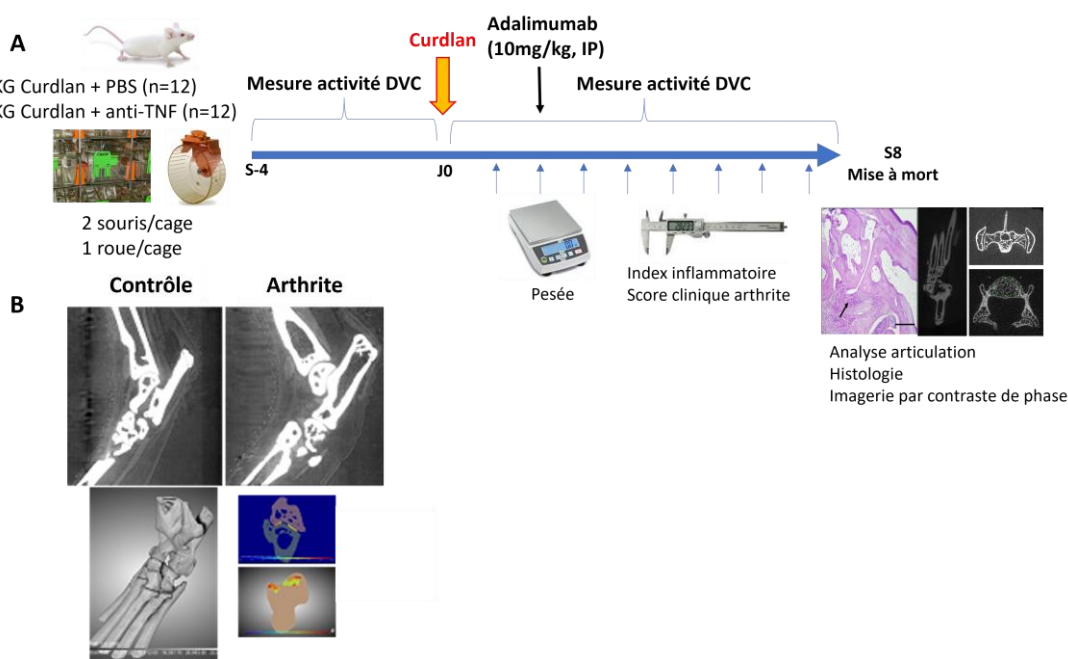 A
KG Curdlan + PBS (n=12)
KG Curdlan + anti-TNF (n=12)
2 souris/cage
1 roue/cage
Mesure activité DVC
Curdlan
Adalimumab
(10mg/kg, IP)
Mesure activité DVC
S-4
J0
S8
Mise à mort
Pesée
Index inflammatoire
Score clinique arthrite
Analyse articulation
Histologie
Imagerie par contraste de phase
B
Contrôle
Arthrite